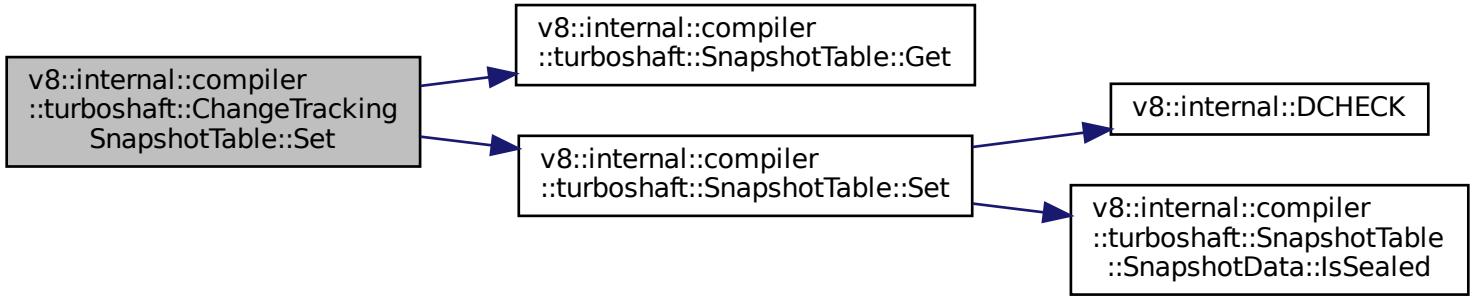 v8::internal::compiler
::turboshaft::ChangeTracking
SnapshotTable::Set
v8::internal::compiler
::turboshaft::SnapshotTable::Get
v8::internal::compiler
::turboshaft::SnapshotTable::Set
v8::internal::DCHECK
v8::internal::compiler
::turboshaft::SnapshotTable
::SnapshotData::IsSealed